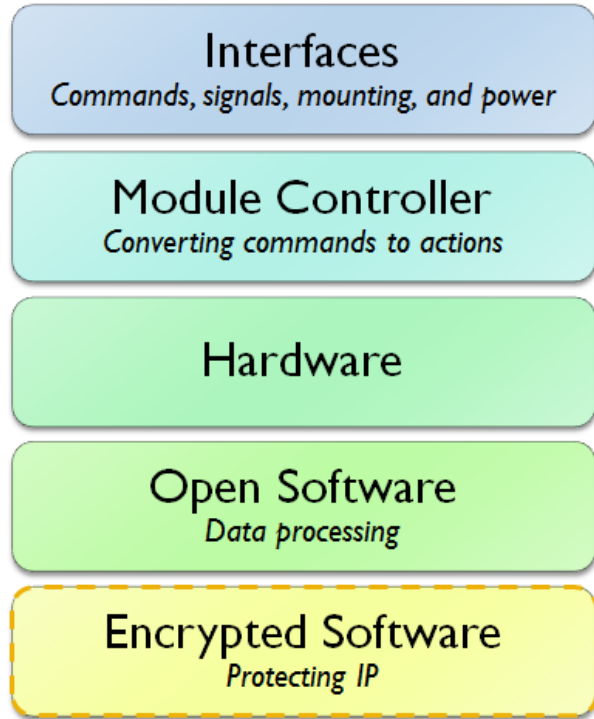 Interfaces
Commands, signals, mounting, and power
Module Controller
Converting commands to actions
Hardware
Open Software
Data processing
Encrypted Software
Protecting IP